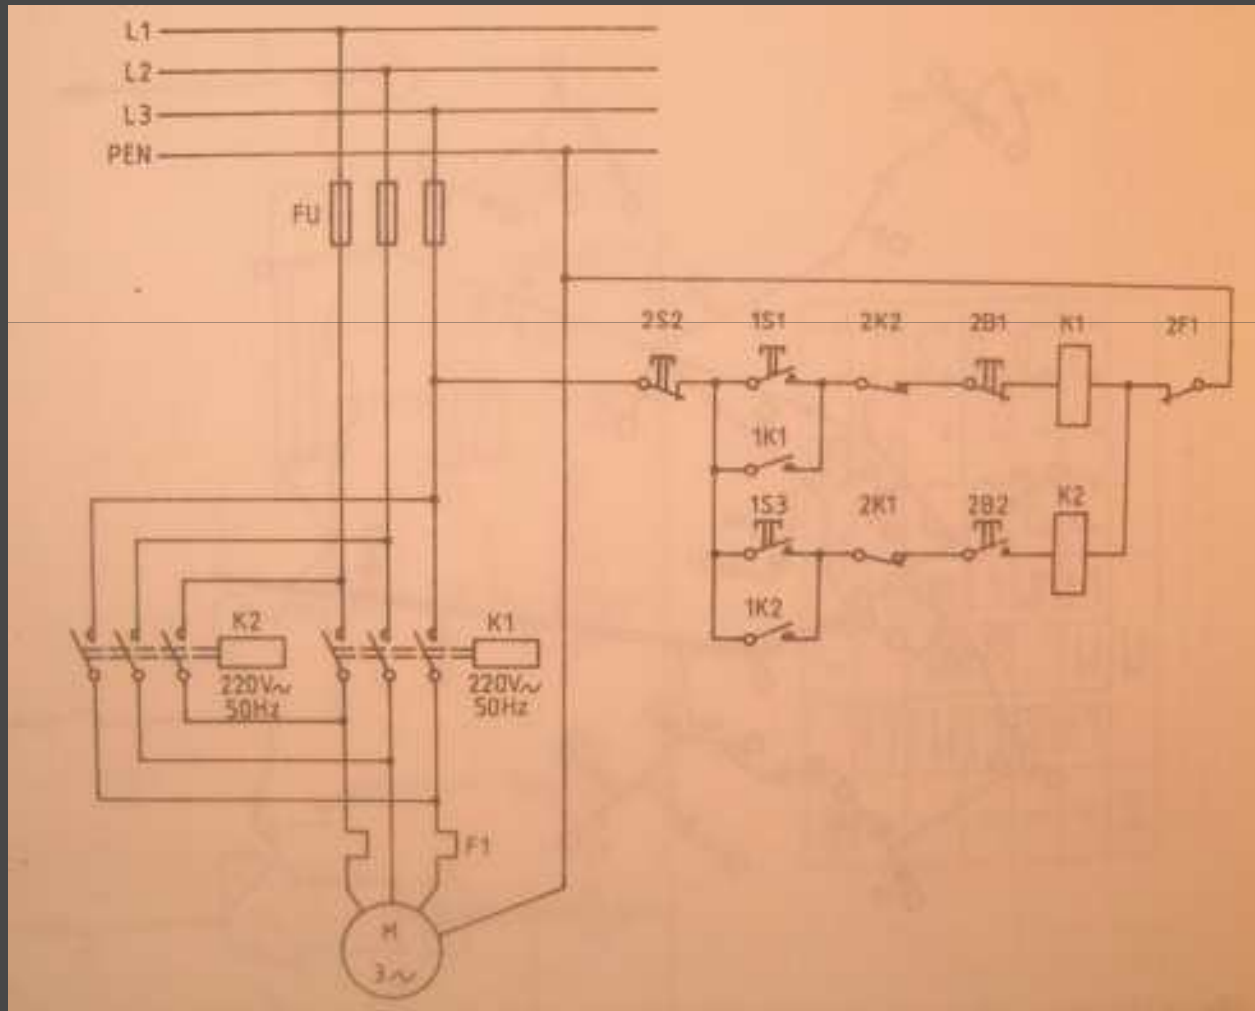 L1
L2
L3
PEN
FU
2S2 1S1 2K2 2B1 K1 2F1
1K1
1S3 2K1 2B2 K2
1K2
K2 K1
220V~ 220V~
50Hz 50Hz
F1
M
3~